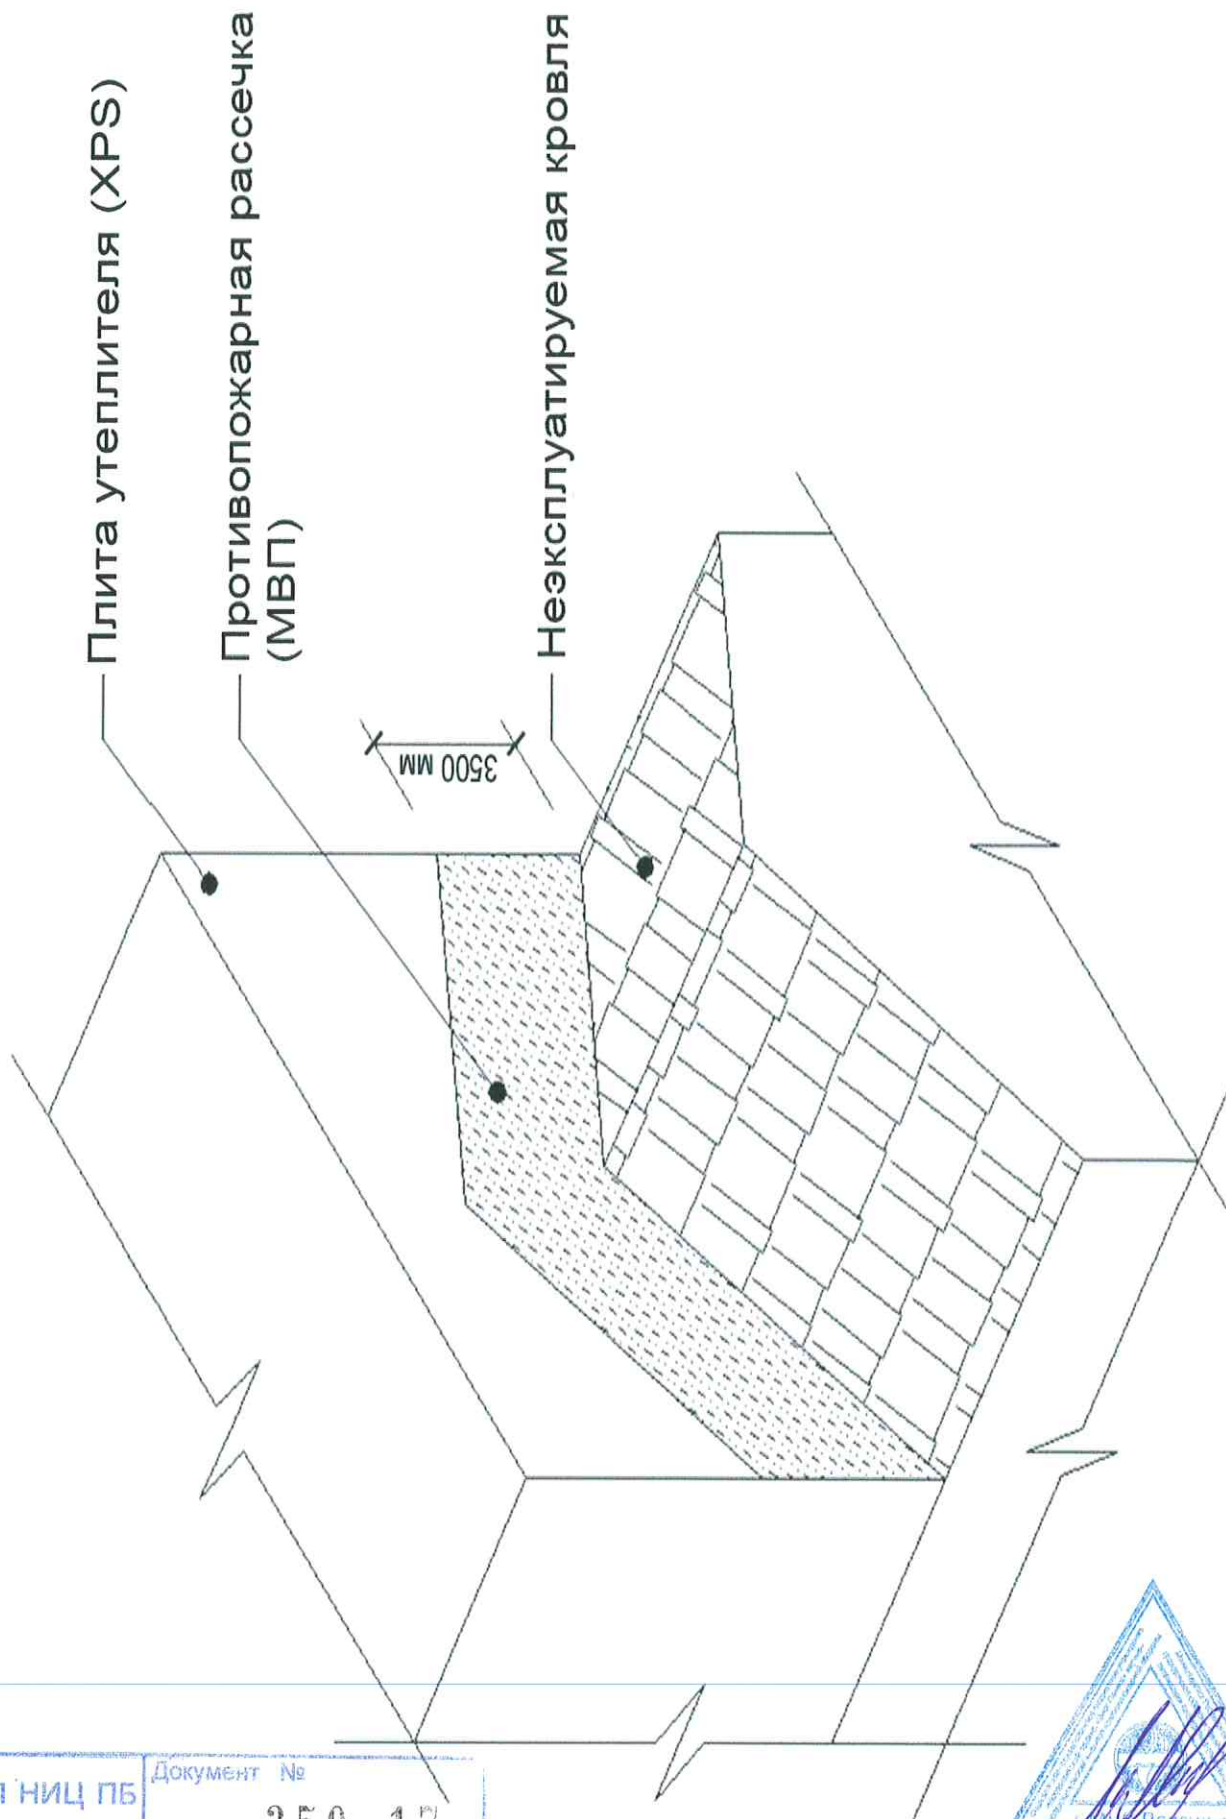 Плита утеплителя (XPS)
Противопожарная рассечка
(МВП)
3500 мм
Неэксплуатируемая кровля
НИЦ ПБ
Документ №